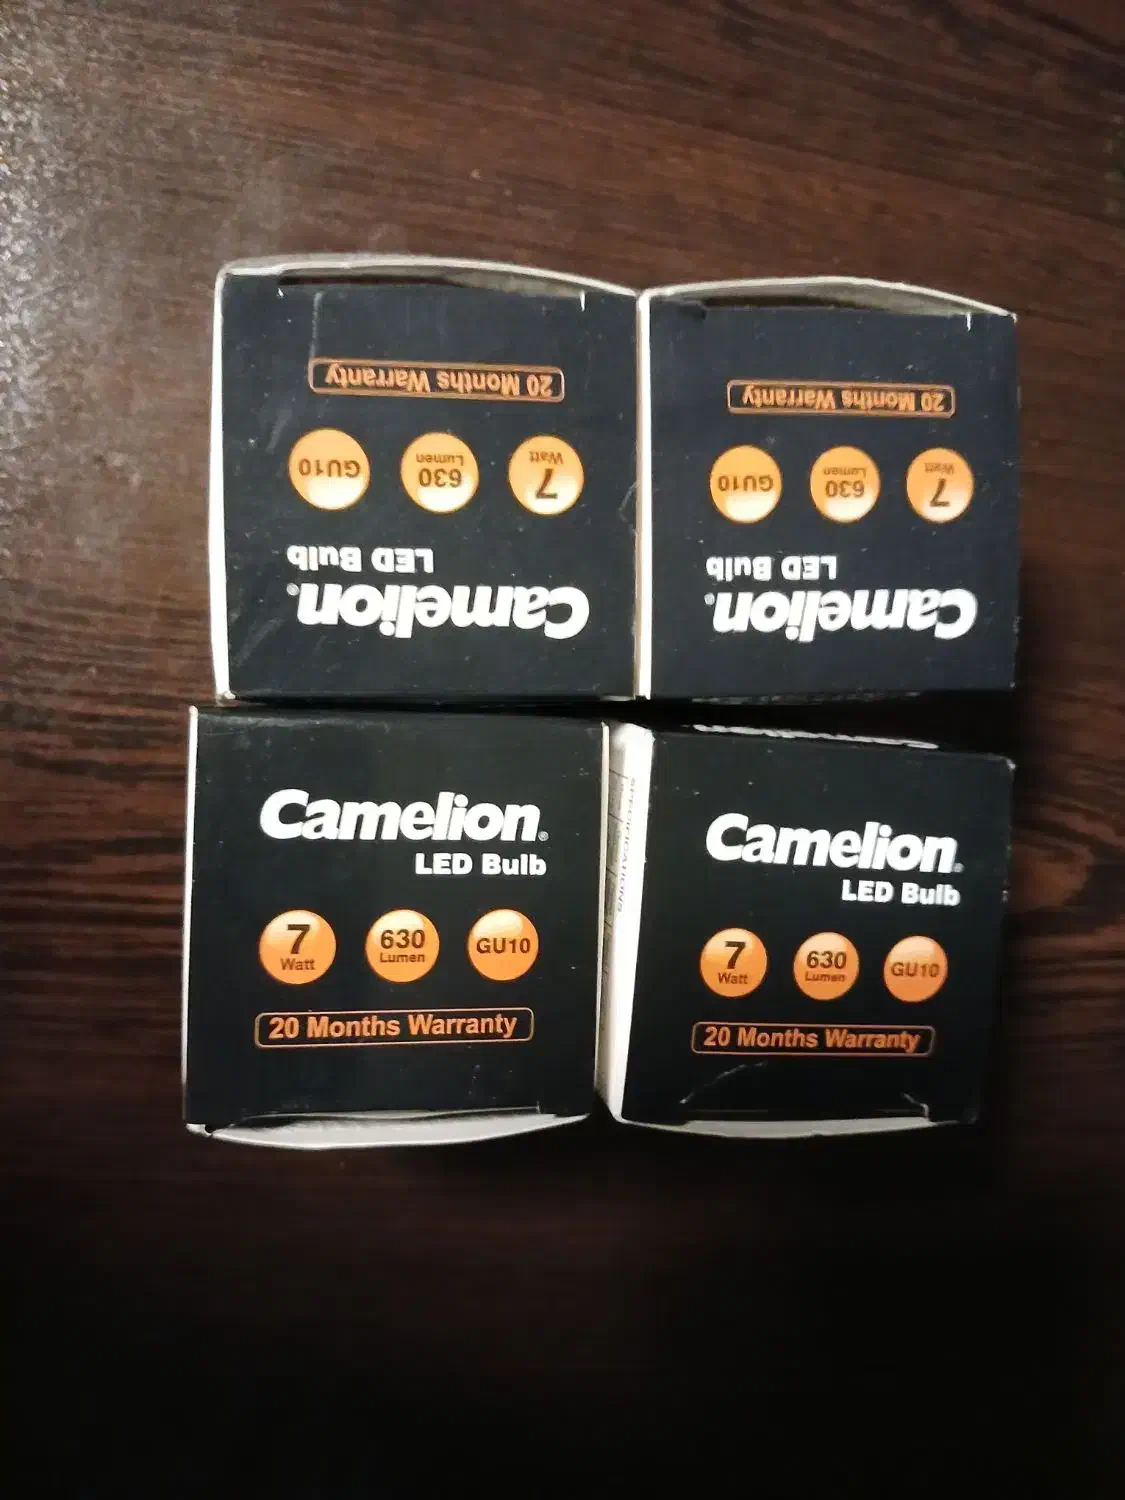 20 Months Warranty
7 Watt
630 Lumen
GU10
Camelion®
LED Bulb
20 Months Warranty
7 Watt
630 Lumen
GU10
Camelion®
LED Bulb
Camelion®
LED Bulb
7 Watt
630 Lumen
GU10
20 Months Warranty
SPECIFICATIONS
Camelion
Camelion®
LED Bulb
7 Watt
630 Lumen
GU10
20 Months Warranty